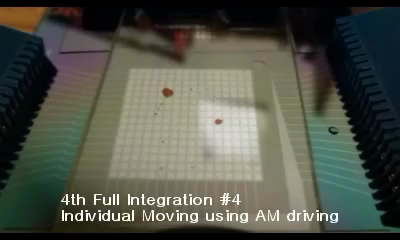 4th Full Integration #4
Individual Moving using AM driving